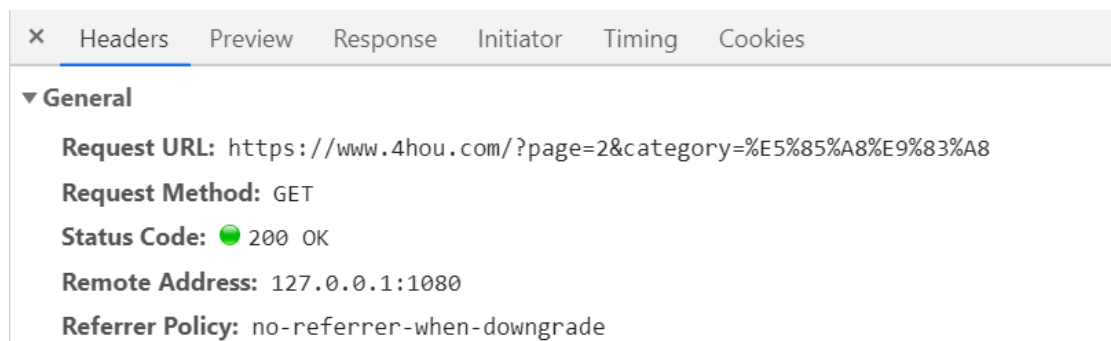 × Headers Preview Response Initiator Timing Cookies
▼ General
Request URL: https://www.4hou.com/?page=2&category=%E5%85%A8%E9%83%A8
Request Method: GET
Status Code: 200 OK
Remote Address: 127.0.0.1:1080
Referrer Policy: no-referrer-when-downgrade